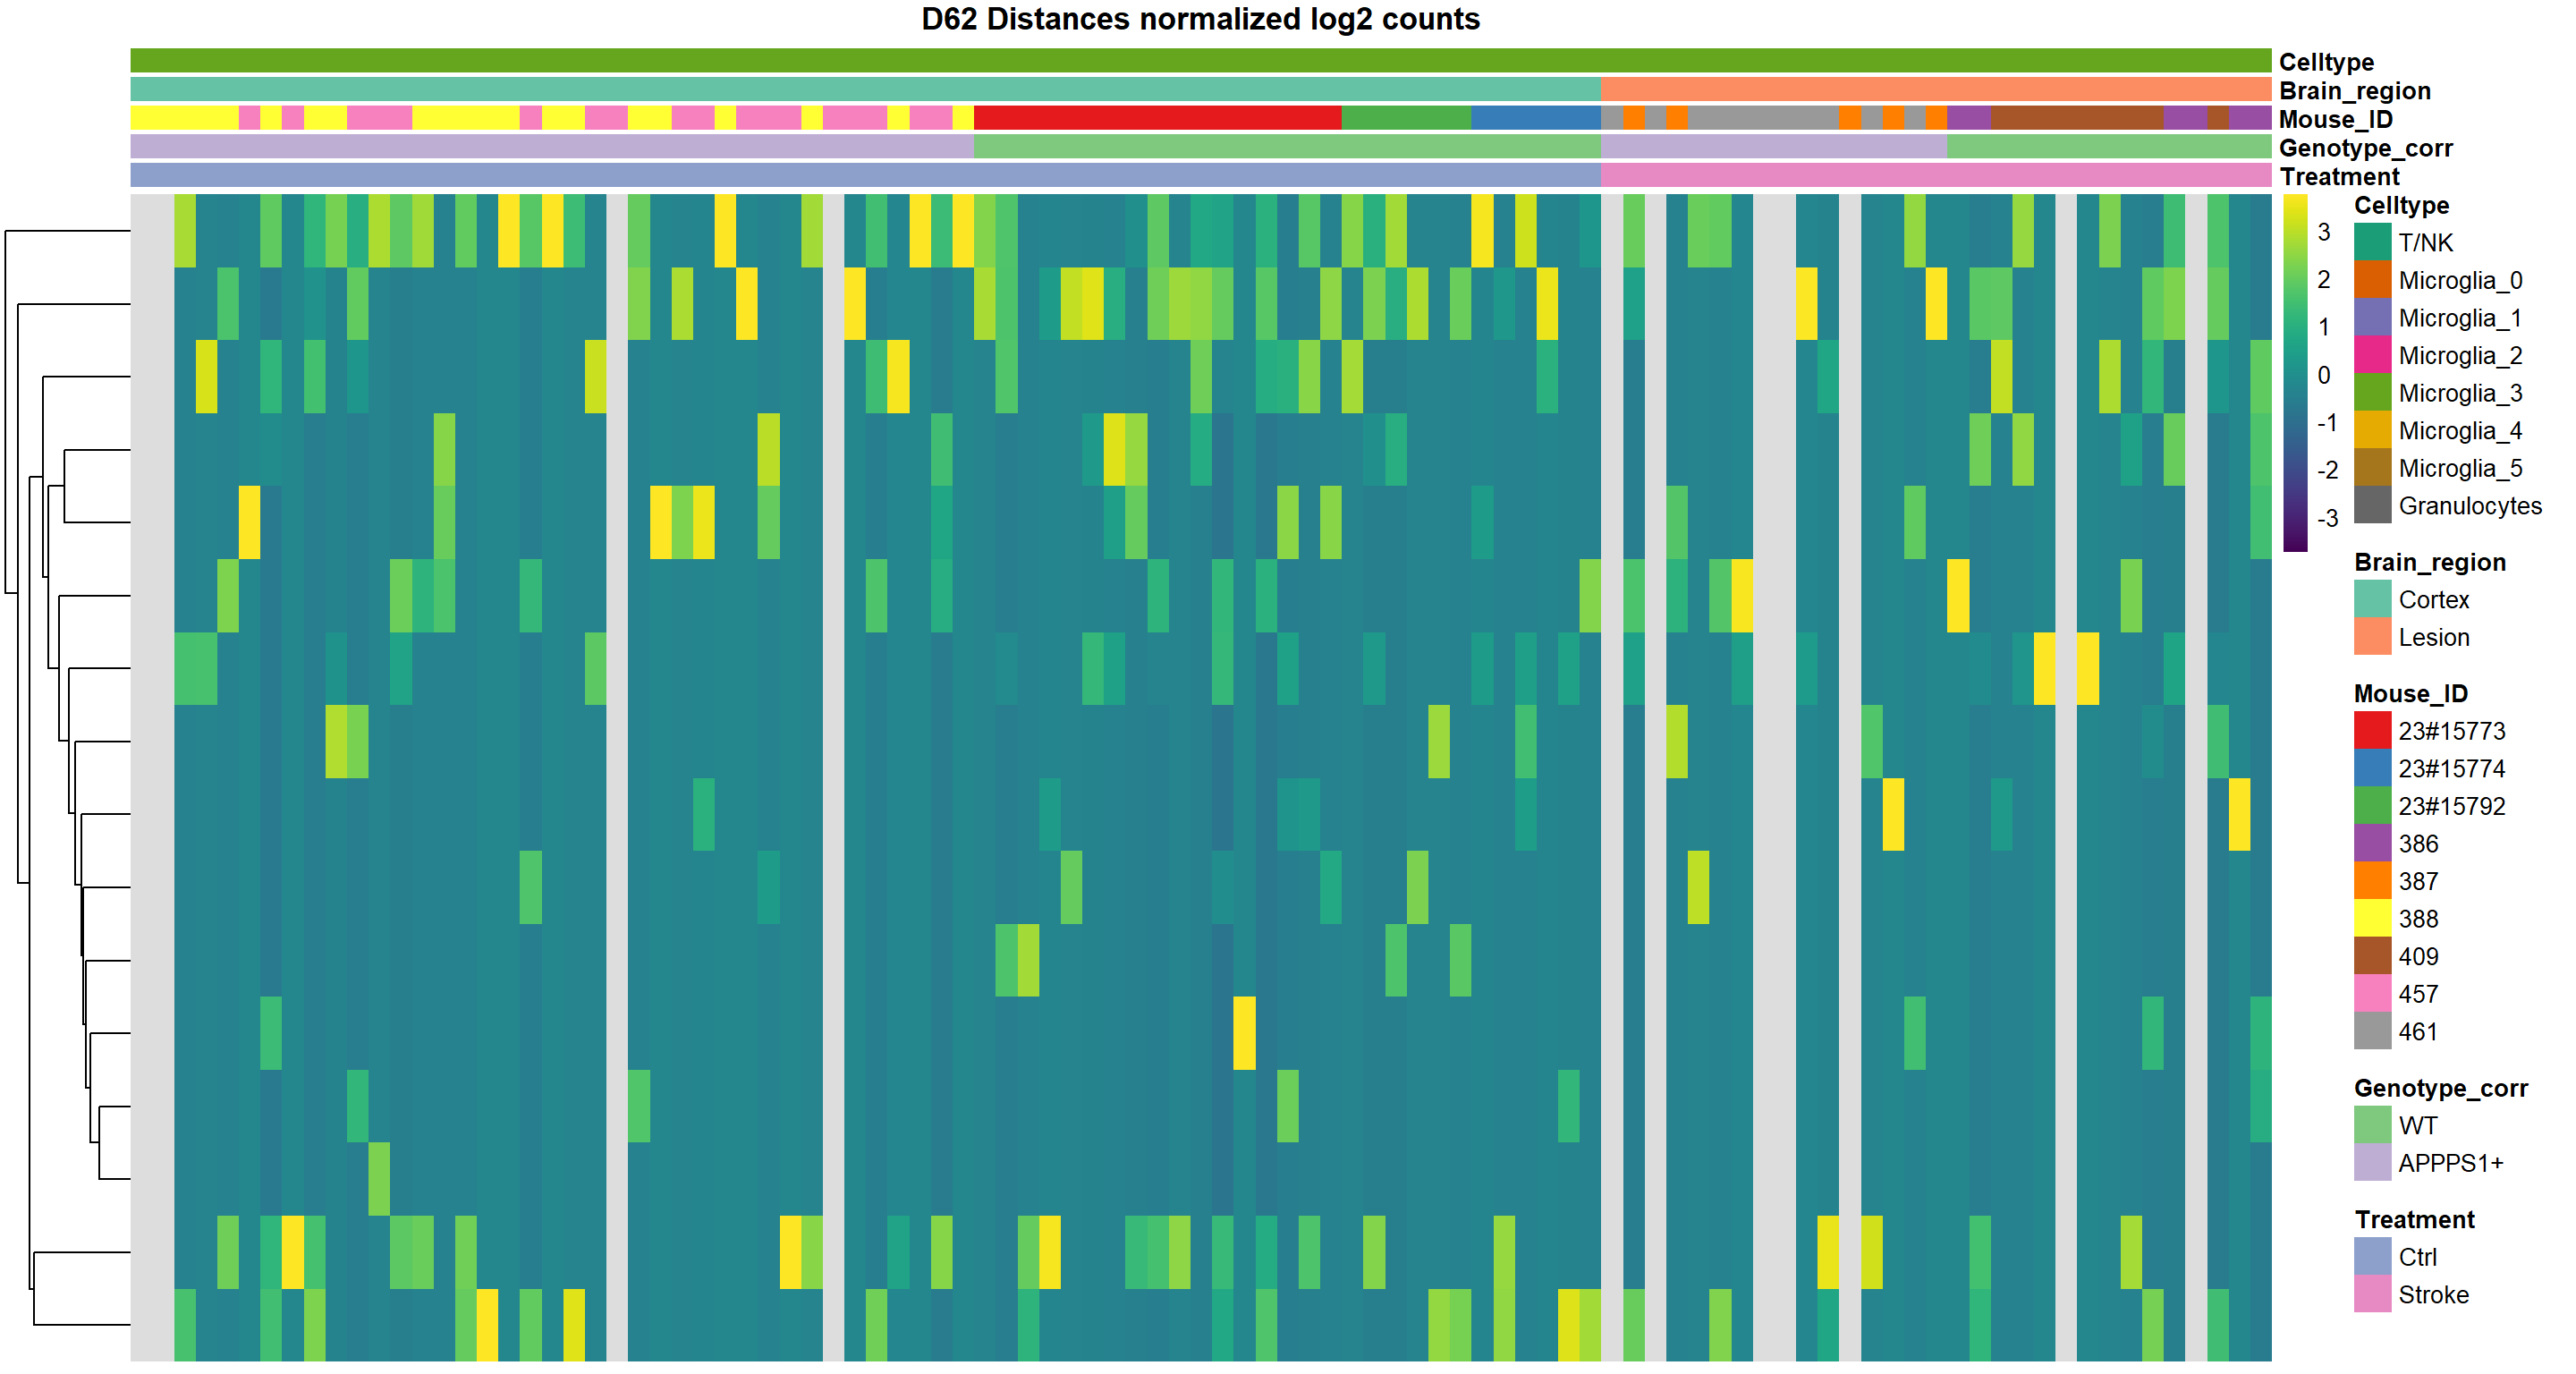 D62 Distances normalized log2 counts
Celltype
Brain_region
Mouse_ID
Genotype_corr
Treatment
3
2
1
0
-1
-2
-3
Celltype
T/NK
Microglia_0
Microglia_1
Microglia_2
Microglia_3
Microglia_4
Microglia_5
Granulocytes
Brain_region
Cortex
Lesion
Mouse_ID
23#15773
23#15774
23#15792
386
387
388
409
457
461
Genotype_corr
WT
APPPS1+
Treatment
Ctrl
Stroke